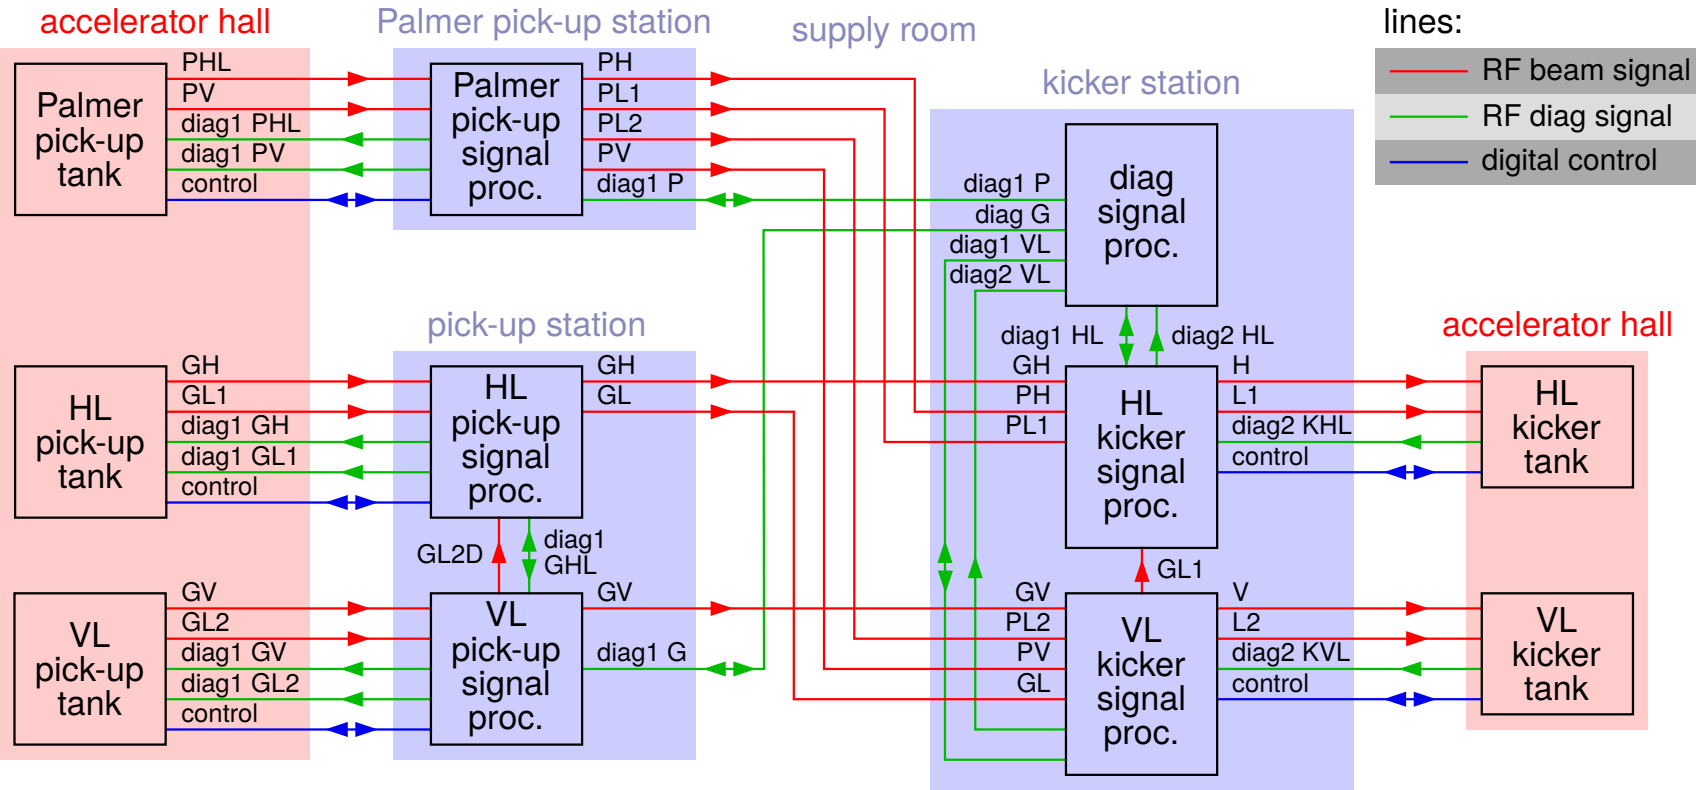 accelerator hall
Palmer pick-up station
supply room
lines:
RF beam signal
RF diag signal
digital control
Palmer
pick-up
tank
PHL
PV
diag1 PHL
diag1 PV
control
Palmer
pick-up
signal
proc.
PH
PL1
PL2
PV
diag1 P
kicker station
diag1 P
diag G
diag1 VL
diag2 VL
diag
signal
proc.
diag1 HL
diag2 HL
pick-up station
accelerator hall
HL
pick-up
tank
GH
GL1
diag1 GH
diag1 GL1
control
HL
pick-up
signal
proc.
GH
GL
GH
PH
PL1
HL
kicker
signal
proc.
H
L1
diag2 KHL
control
HL
kicker
tank
GL2D
diag1
GHL
GL1
VL
pick-up
tank
GV
GL2
diag1 GV
diag1 GL2
control
VL
pick-up
signal
proc.
GV
diag1 G
GV
PL2
PV
GL
VL
kicker
signal
proc.
V
L2
diag2 KVL
control
VL
kicker
tank